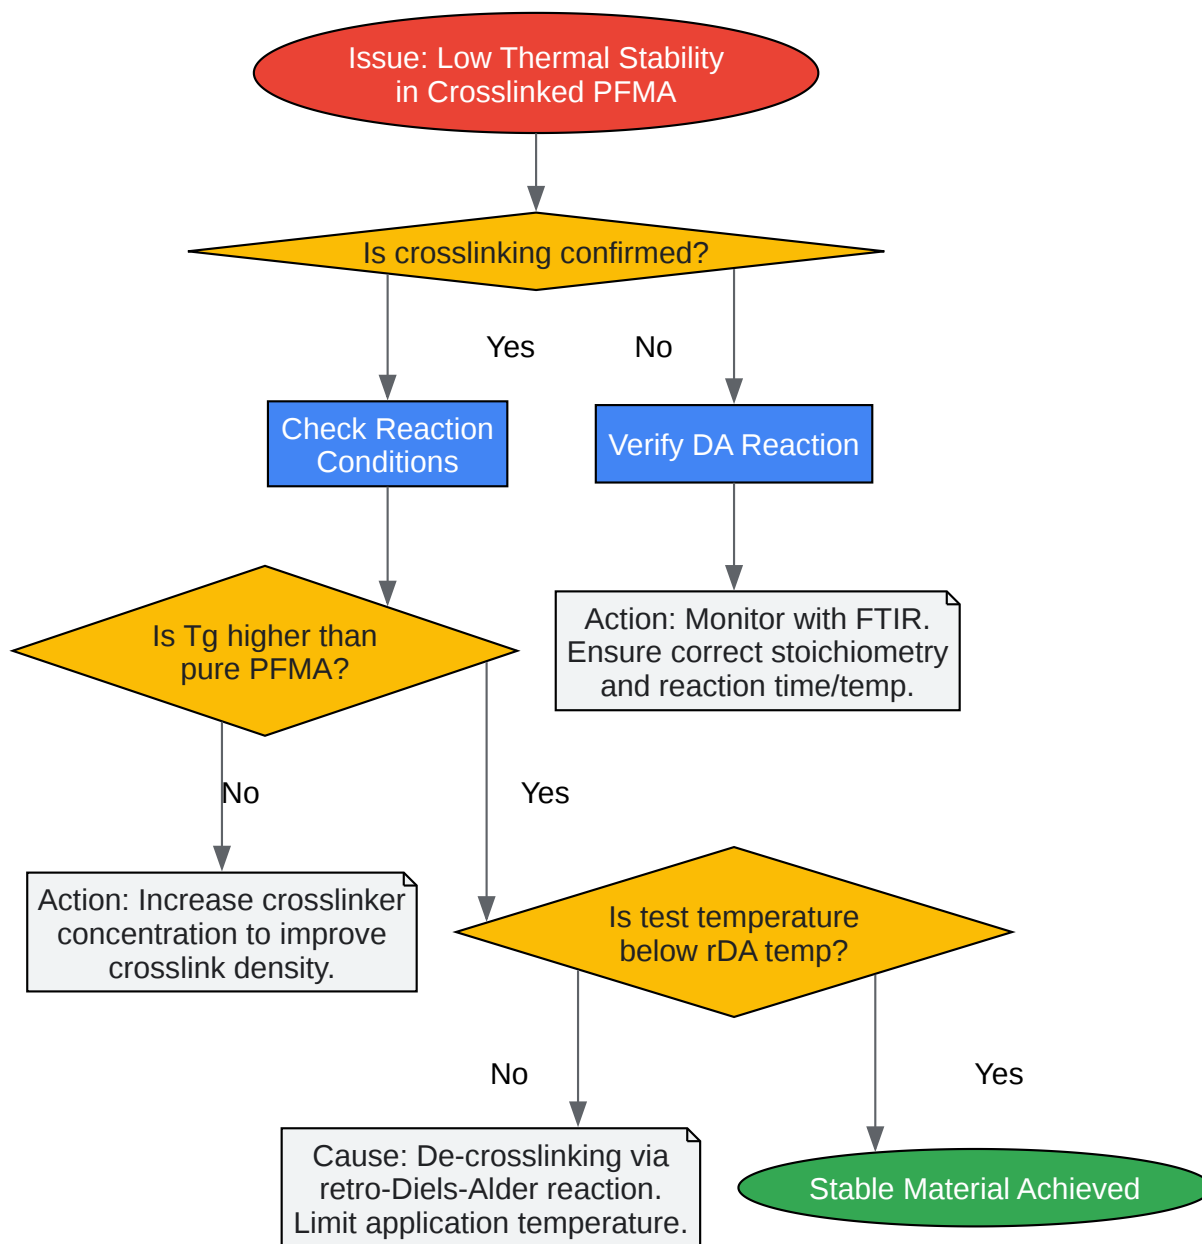 Issue: Low Thermal Stability
in Crosslinked PFMA
Is crosslinking confirmed?
Yes
No
Check Reaction
Conditions
Verify DA Reaction
Is Tg higher than
pure PFMA?
Action: Monitor with FTIR.
Ensure correct stoichiometry
and reaction time/temp.
No
Yes
Action: Increase crosslinker
concentration to improve
crosslink density.
Is test temperature
below rDA temp?
No
Yes
Cause: De-crosslinking via
retro-Diels-Alder reaction.
Limit application temperature.
Stable Material Achieved